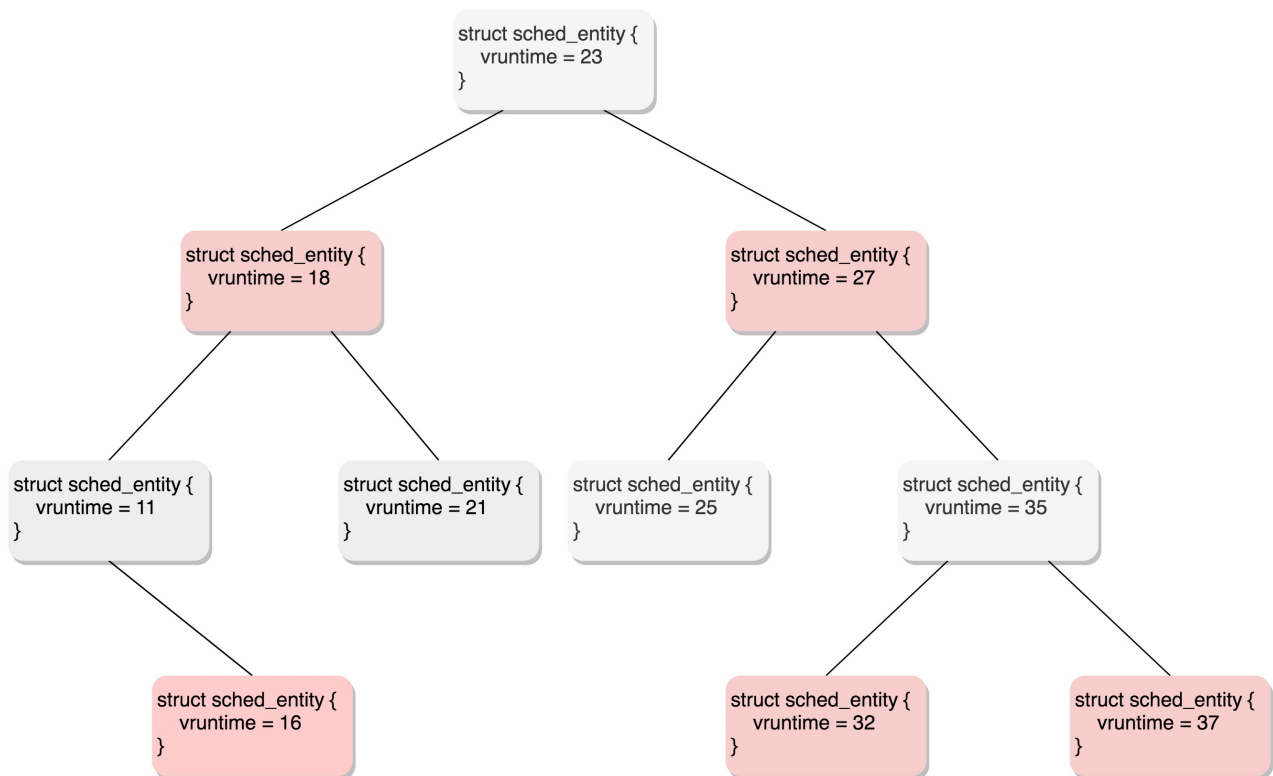 struct sched_entity {
vruntime = 23
}
struct sched_entity {
vruntime = 18
}
struct sched_entity {
vruntime = 27
}
struct sched_entity {
vruntime = 11
}
struct sched_entity {
vruntime = 21
}
struct sched_entity {
vruntime = 25
}
struct sched_entity {
vruntime = 35
}
struct sched_entity {
vruntime = 16
}
struct sched_entity {
vruntime = 32
}
struct sched_entity {
vruntime = 37
}